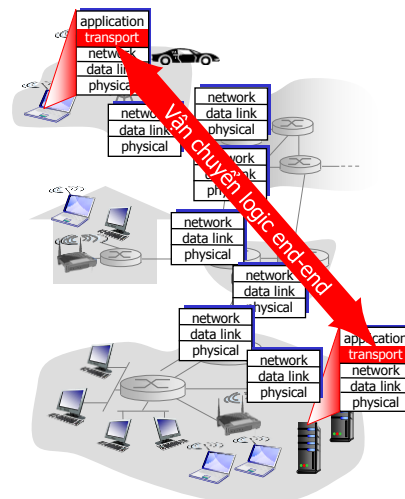 application
transport
network
data link
physical
network
data link
physical
network
data link
physical
network
data link
physical
Vận chuyển logic end-end
network
data link
physical
network
data link
physical
network
data link
physical
network
data link
physical
application
transport
network
data link
physical